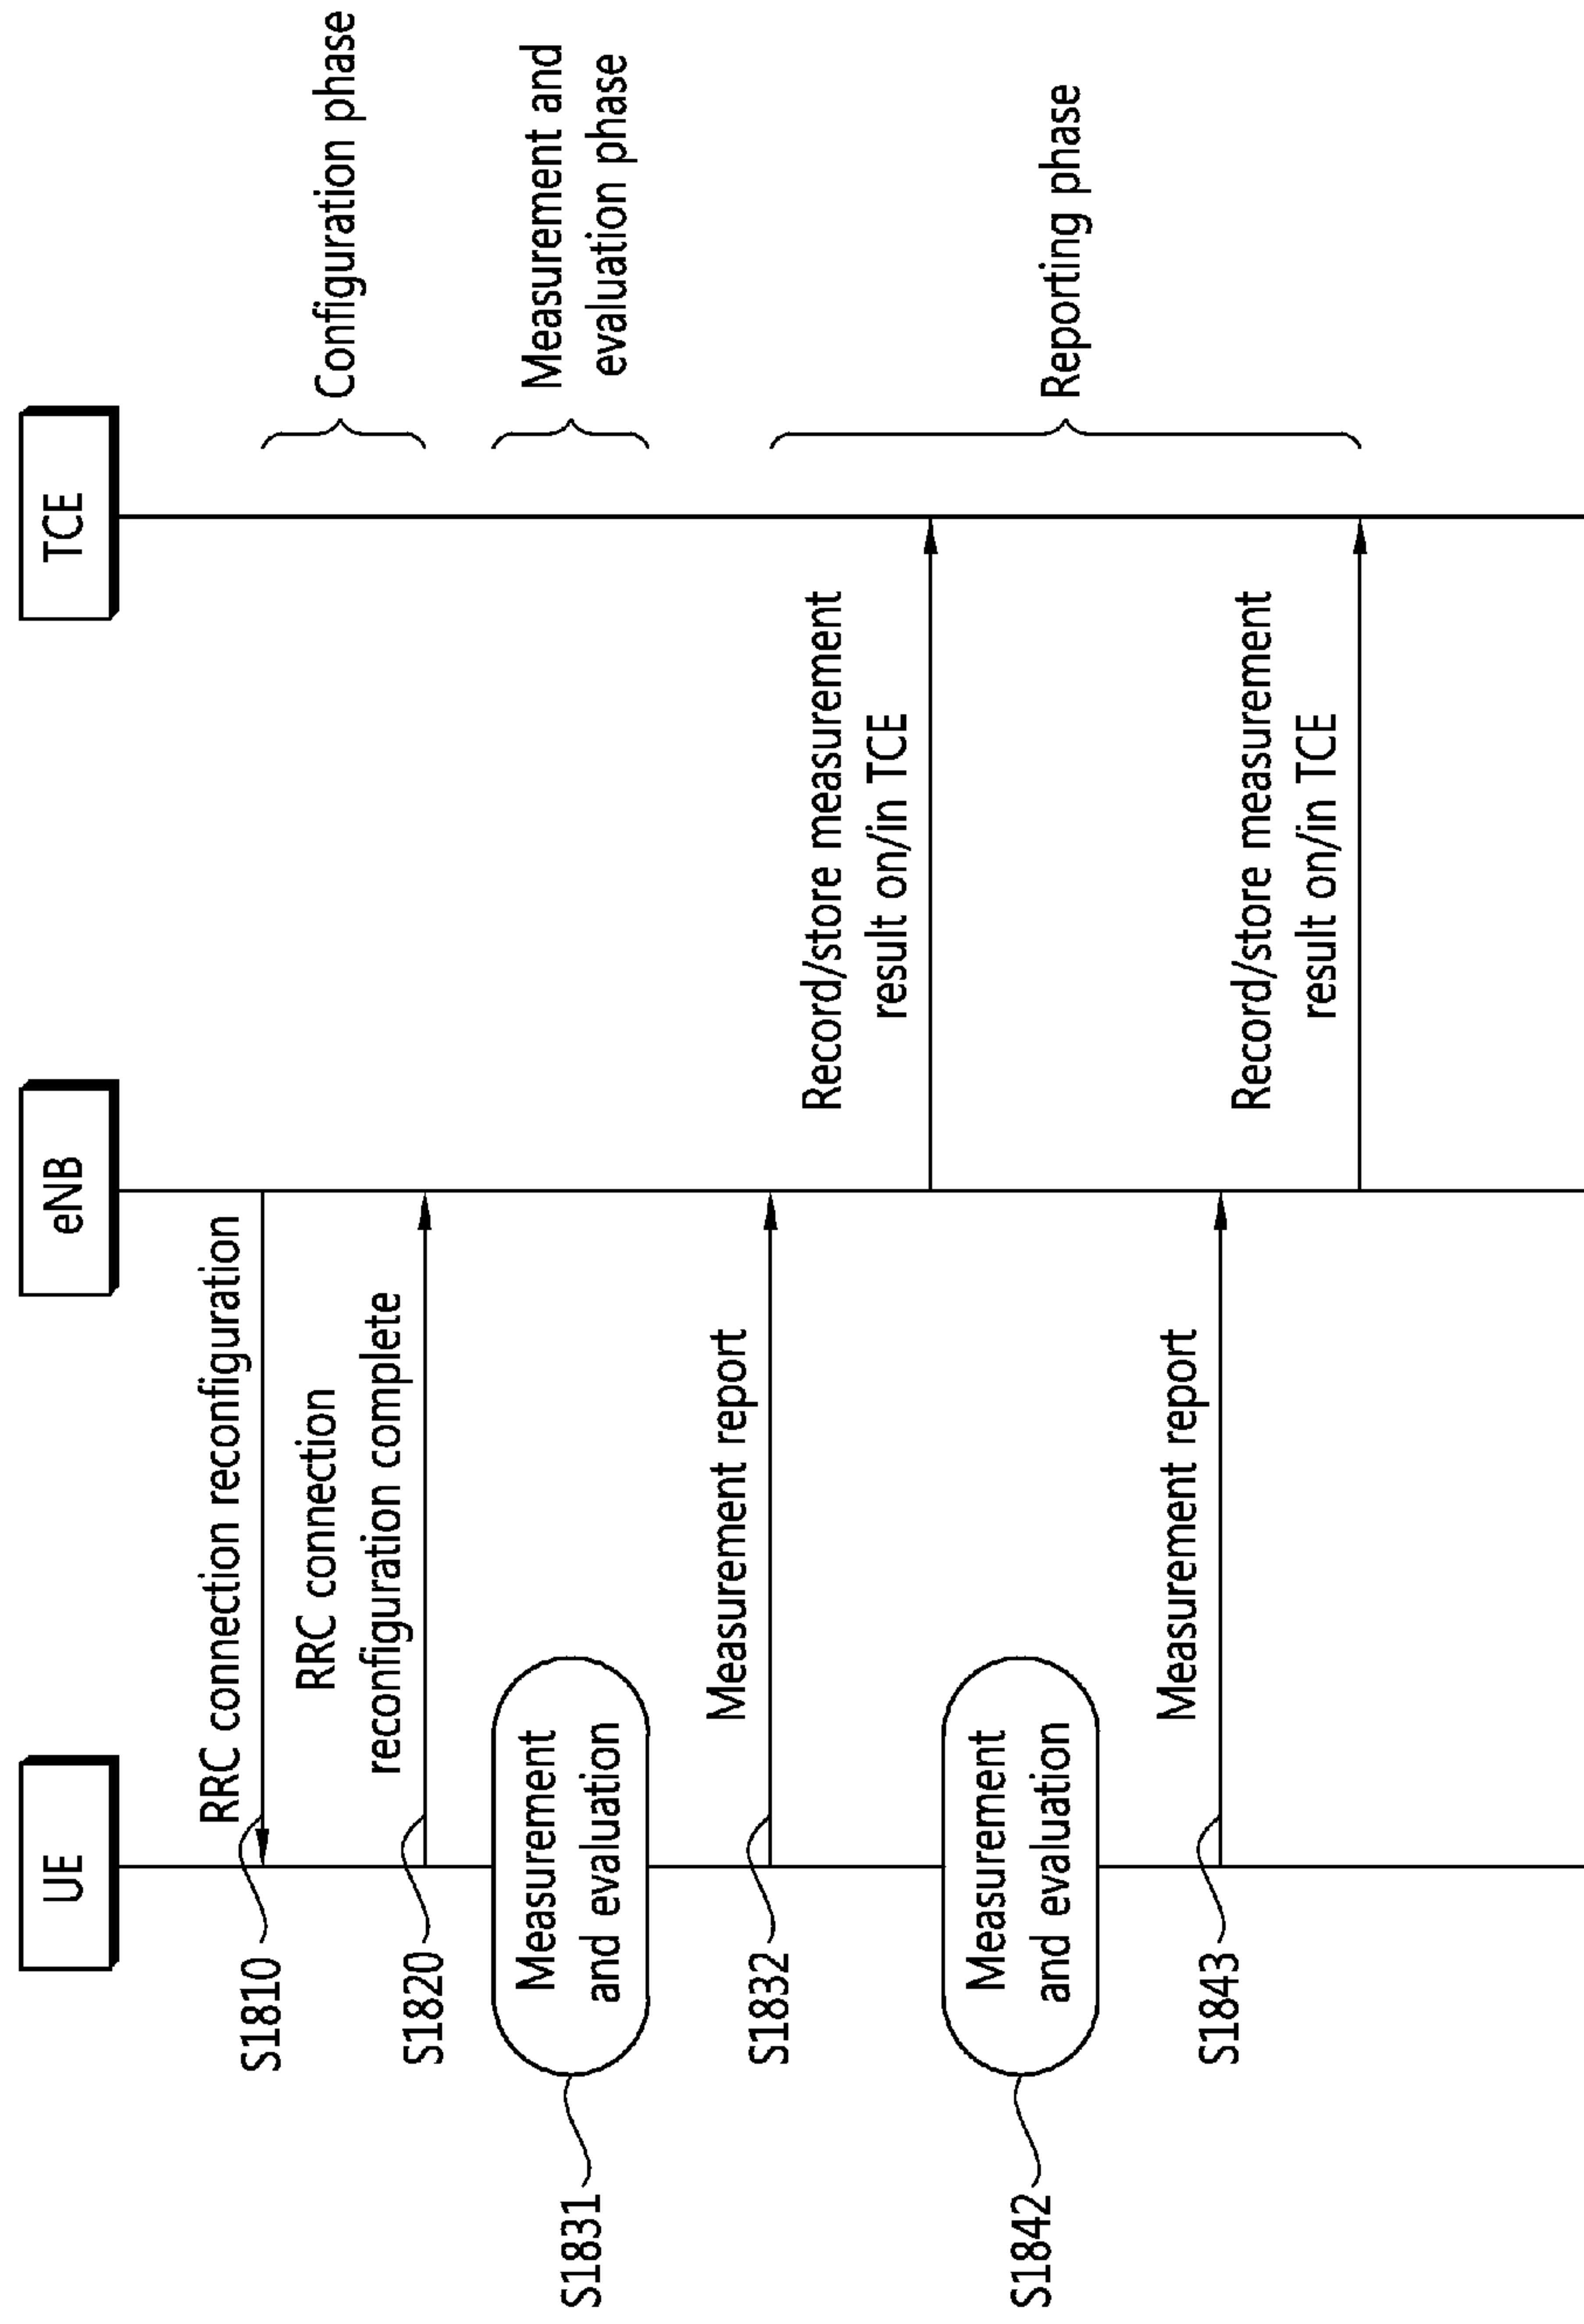 UE
eNB
TCE
RRC connection reconfiguration
S1810
Configuration phase
RRC connection
reconfiguration complete
S1820
Measurement
and evaluation
S1831
Measurement and
evaluation phase
Measurement report
S1832
Record/store measurement
result on/in TCE
Reporting phase
Measurement
and evaluation
S1842
Measurement report
S1843
Record/store measurement
result on/in TCE